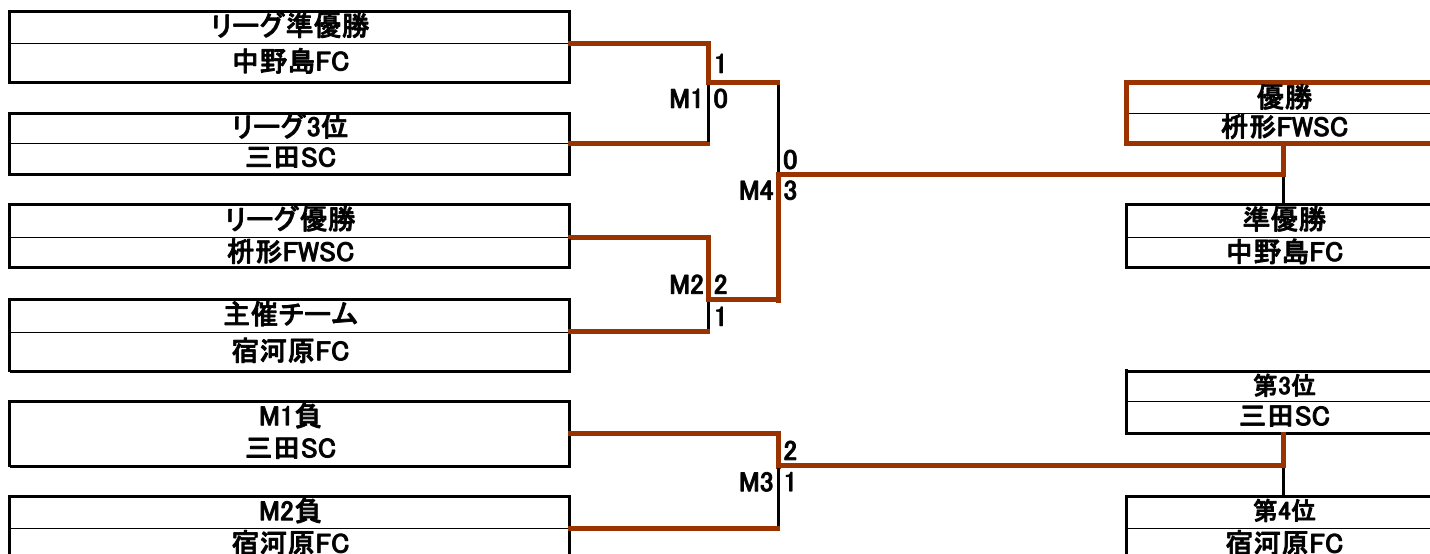 リーグ準優勝
中野島FC
1
M1 0
リーグ3位
三田SC
優勝
枡形FWSC
0
M4 3
リーグ優勝
枡形FWSC
準優勝
中野島FC
M2 2
1
主催チーム
宿河原FC
M1負
三田SC
第3位
三田SC
2
M3 1
M2負
宿河原FC
第4位
宿河原FC